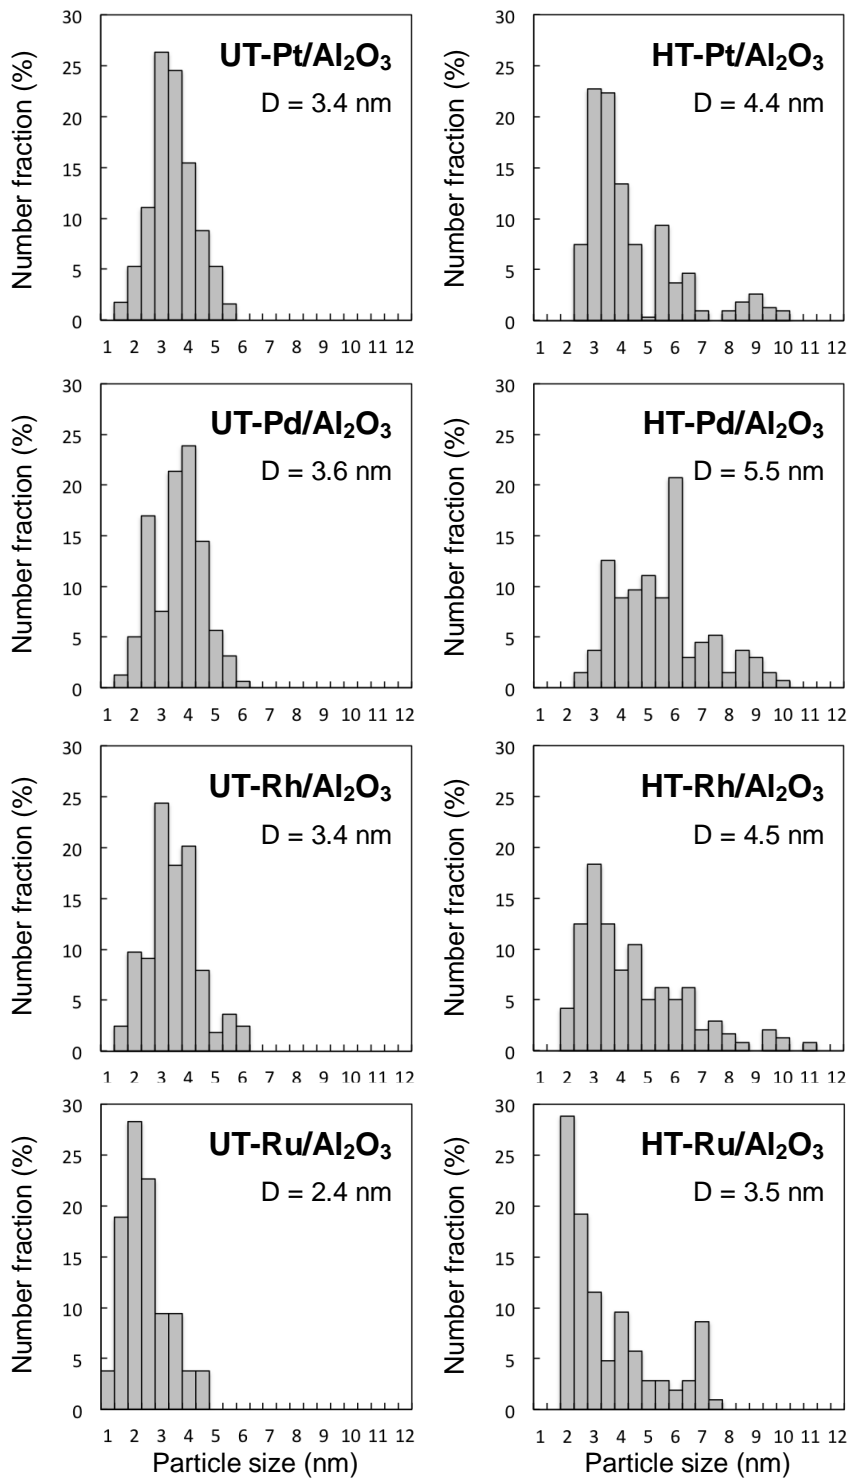 30
25
20
15
10
5
0
Number fraction (%)
UT-Pt/Al₂O₃
D = 3.4 nm
1 2 3 4 5 6 7 8 9 10 11 12
30
25
20
15
10
5
0
Number fraction (%)
HT-Pt/Al₂O₃
D = 4.4 nm
1 2 3 4 5 6 7 8 9 10 11 12
30
25
20
15
10
5
0
Number fraction (%)
UT-Pd/Al₂O₃
D = 3.6 nm
1 2 3 4 5 6 7 8 9 10 11 12
30
25
20
15
10
5
0
Number fraction (%)
HT-Pd/Al₂O₃
D = 5.5 nm
1 2 3 4 5 6 7 8 9 10 11 12
30
25
20
15
10
5
0
Number fraction (%)
UT-Rh/Al₂O₃
D = 3.4 nm
1 2 3 4 5 6 7 8 9 10 11 12
30
25
20
15
10
5
0
Number fraction (%)
HT-Rh/Al₂O₃
D = 4.5 nm
1 2 3 4 5 6 7 8 9 10 11 12
30
25
20
15
10
5
0
Number fraction (%)
UT-Ru/Al₂O₃
D = 2.4 nm
1 2 3 4 5 6 7 8 9 10 11 12
Particle size (nm)
30
25
20
15
10
5
0
Number fraction (%)
HT-Ru/Al₂O₃
D = 3.5 nm
1 2 3 4 5 6 7 8 9 10 11 12
Particle size (nm)